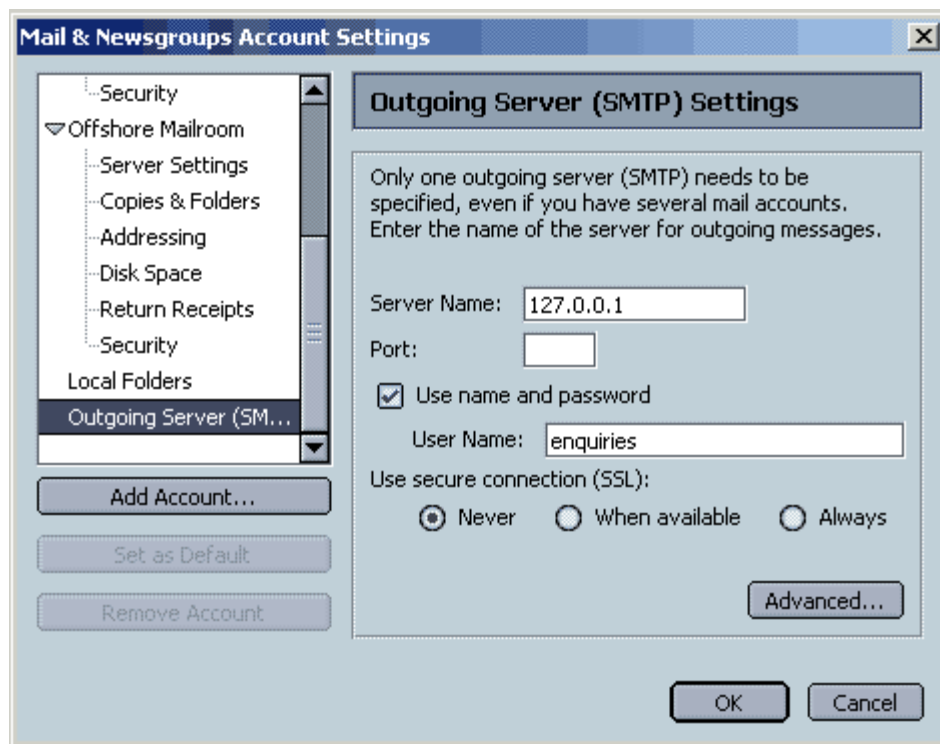 Mail & Newsgroups Account Settings
Security
Offshore Mailroom
Server Settings
Copies & Folders
Addressing
Disk Space
Return Receipts
Security
Local Folders
Outgoing Server (SM...
Add Account...
Set as Default
Remove Account
Outgoing Server (SMTP) Settings
Only one outgoing server (SMTP) needs to be
specified, even if you have several mail accounts.
Enter the name of the server for outgoing messages.
Server Name: 127.0.0.1
Port:
Use name and password
User Name: enquiries
Use secure connection (SSL):
Never When available Always
Advanced...
OK Cancel